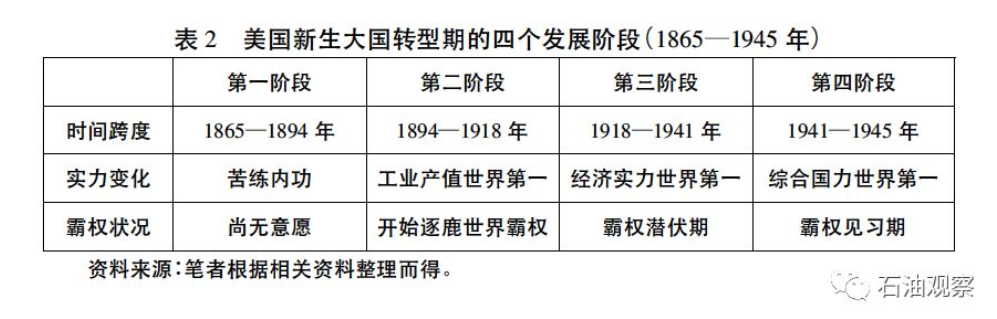 表2 美国新生大国转型期的四个发展阶段(1865—1945 年)
第一阶段 第二阶段 第三阶段 第四阶段
时间跨度 1865—1894 年 1894—1918 年 1918—1941 年 1941—1945 年
实力变化 苦练内功 工业产值世界第一 经济实力世界第一 综合国力世界第一
霸权状况 尚无意愿 开始逐鹿世界霸权 霸权潜伏期 霸权见习期
资料来源:笔者根据相关资料整理而得。
石油观察